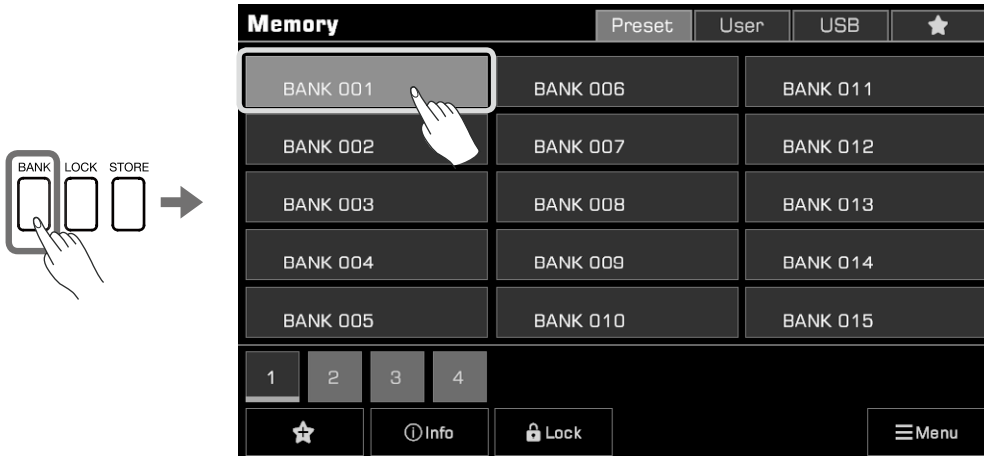 BANK LOCK STORE
Memory Preset User USB
BANK 001 BANK 006 BANK 011
BANK 002 BANK 007 BANK 012
BANK 003 BANK 008 BANK 013
BANK 004 BANK 009 BANK 014
BANK 005 BANK 010 BANK 015
1 2 3 4
Info Lock Menu